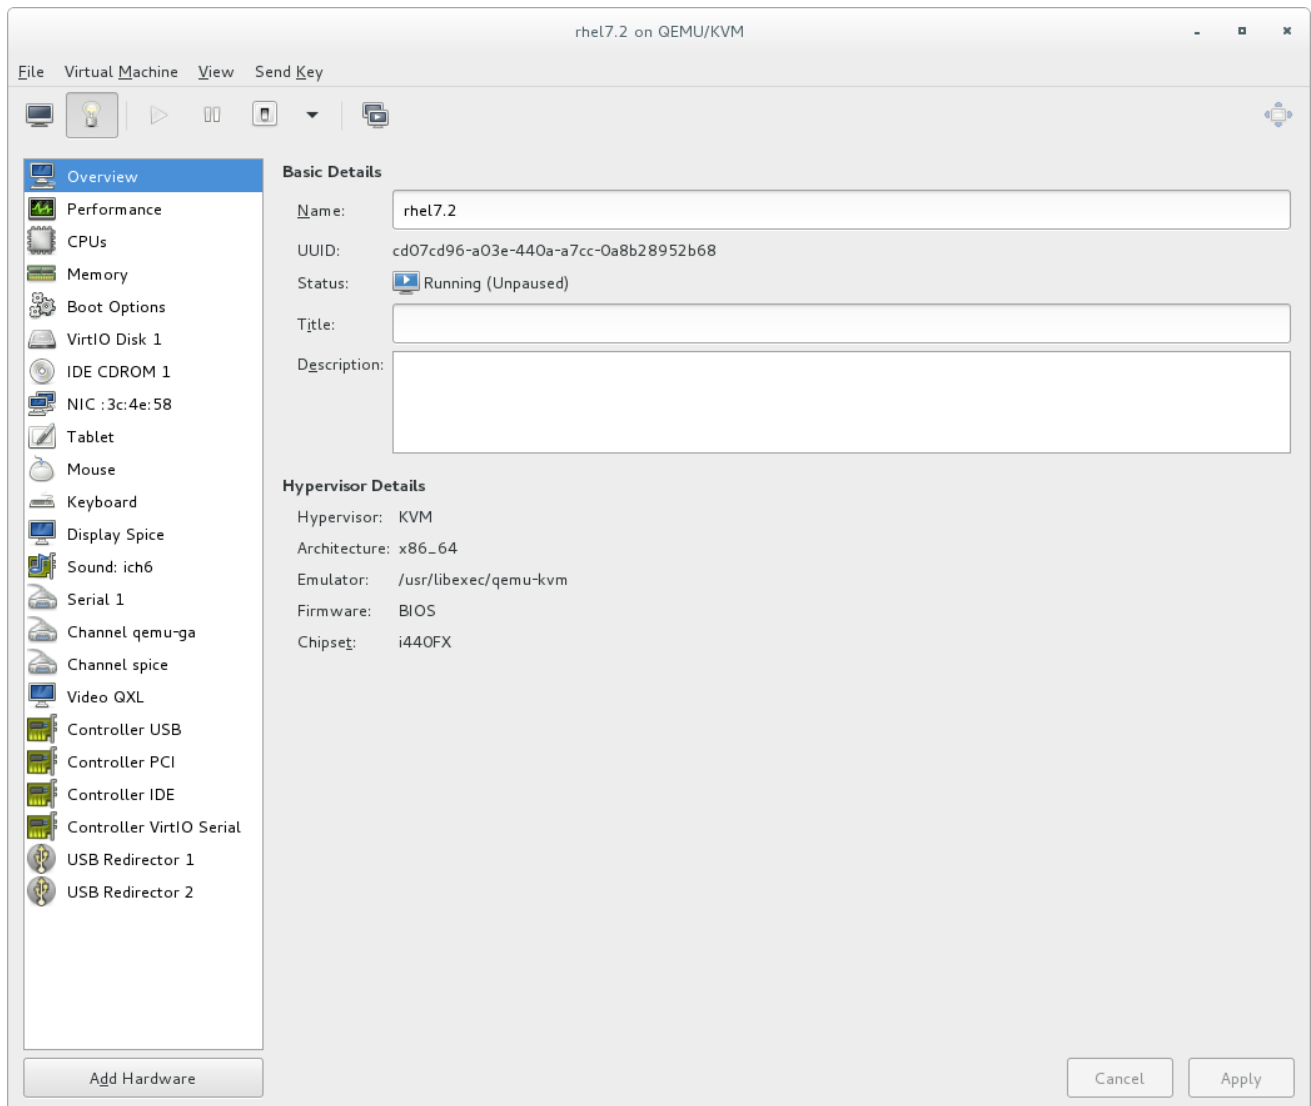 rhel7.2 on QEMU/KVM
File Virtual Machine View Send Key
Overview
Performance
CPUs
Memory
Boot Options
VirtIO Disk 1
IDE CDROM 1
NIC :3c:4e:58
Tablet
Mouse
Keyboard
Display Spice
Sound: ich6
Serial 1
Channel qemu-ga
Channel spice
Video QXL
Controller USB
Controller PCI
Controller IDE
Controller VirtIO Serial
USB Redirector 1
USB Redirector 2
Add Hardware
Basic Details
Name: rhel7.2
UUID: cd07cd96-a03e-440a-a7cc-0a8b28952b68
Status: Running (Unpaused)
Title:
Description:
Hypervisor Details
Hypervisor: KVM
Architecture: x86_64
Emulator: /usr/libexec/qemu-kvm
Firmware: BIOS
Chipset: i440FX
Cancel Apply